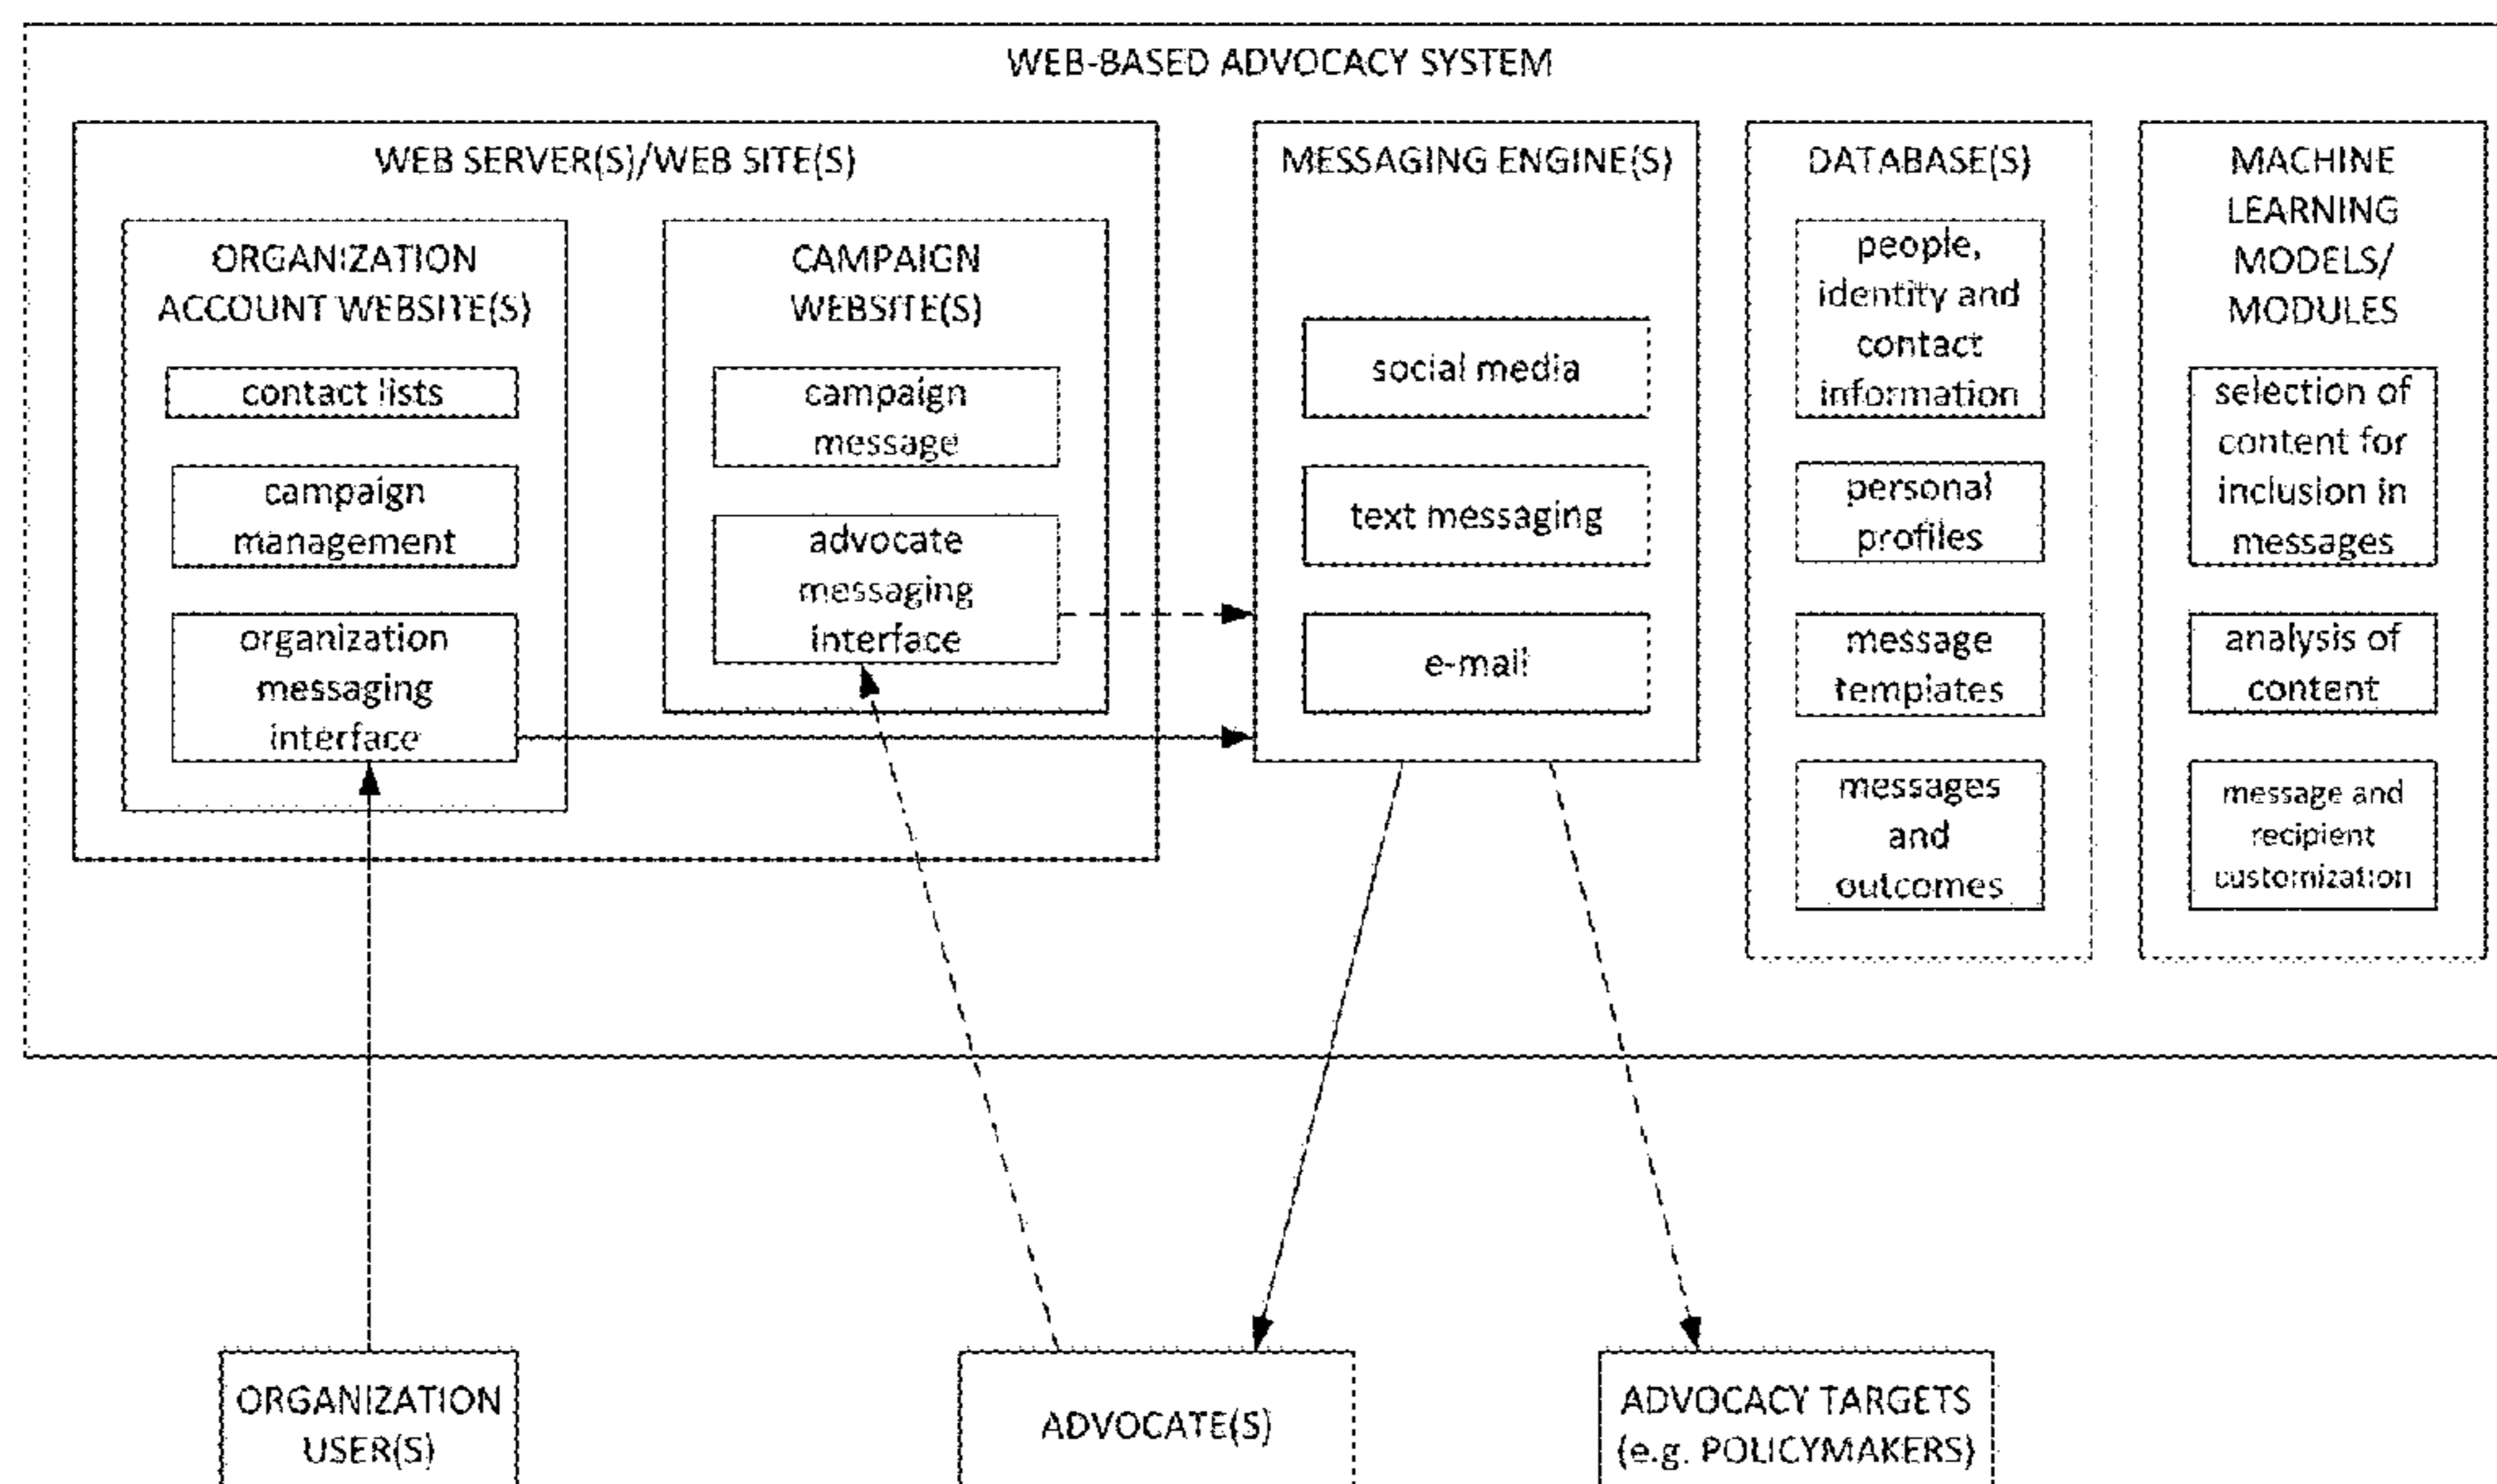 WEB-BASED ADVOCACY SYSTEM
WEB SERVER(S)/WEB SITE(S)
ORGANIZATION
ACCOUNT WEBSITE(S)
contact lists
campaign
management
organization
messaging
interface
CAMPAIGN
WEBSITE(S)
campaign
message
advocate
messaging
interface
MESSAGING ENGINE(S)
social media
text messaging
e-mail
DATABASE(S)
people,
identity and
contact
information
personal
profiles
message
templates
messages
and
outcomes
MACHINE
LEARNING
MODELS/
MODULES
selection of
content for
inclusion in
messages
analysis of
content
message and
recipient
customization
ORGANIZATION
USER(S)
ADVOCATE(S)
ADVOCACY TARGETS
(e.g. POLICYMAKERS)